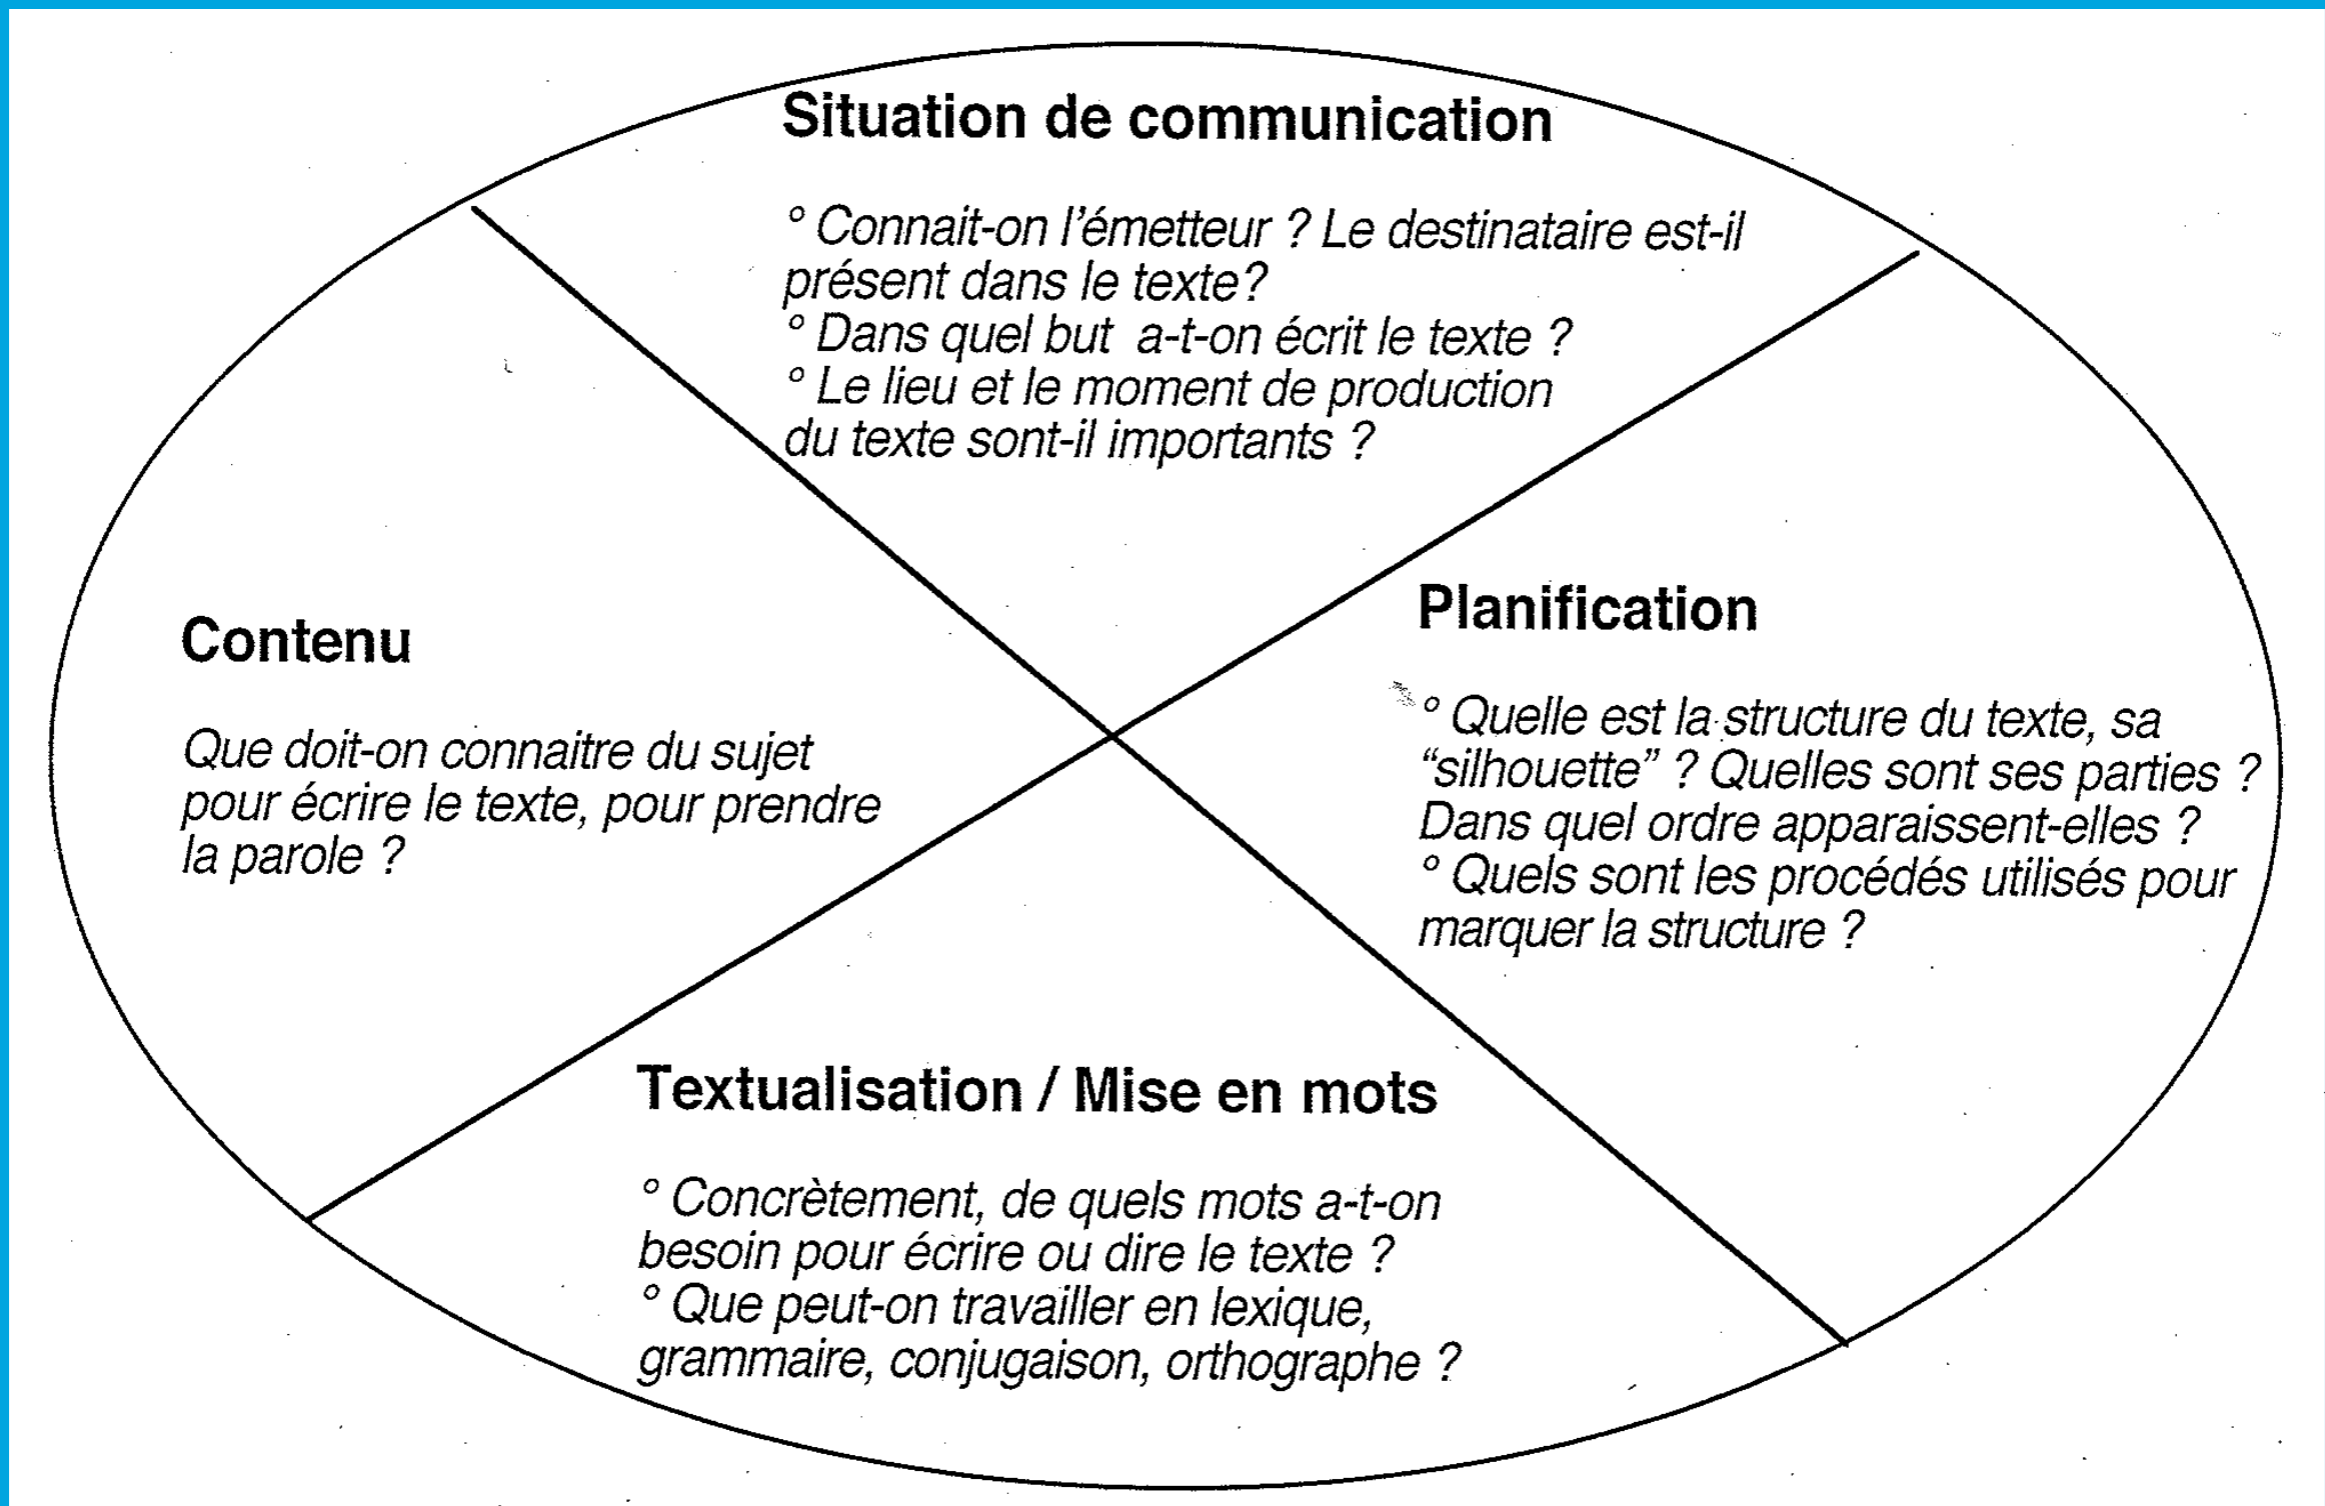 Situation de communication
° Connait-on l'émetteur ? Le destinataire est-il
présent dans le texte?
° Dans quel but a-t-on écrit le texte ?
° Le lieu et le moment de production
du texte sont-il importants ?
Contenu
Que doit-on connaitre du sujet
pour écrire le texte, pour prendre
la parole ?
Planification
° Quelle est la structure du texte, sa
“silhouette” ? Quelles sont ses parties ?
Dans quel ordre apparaissent-elles ?
° Quels sont les procédés utilisés pour
marquer la structure ?
Textualisation / Mise en mots
° Concrètement, de quels mots a-t-on
besoin pour écrire ou dire le texte ?
° Que peut-on travailler en lexique,
grammaire, conjugaison, orthographe ?